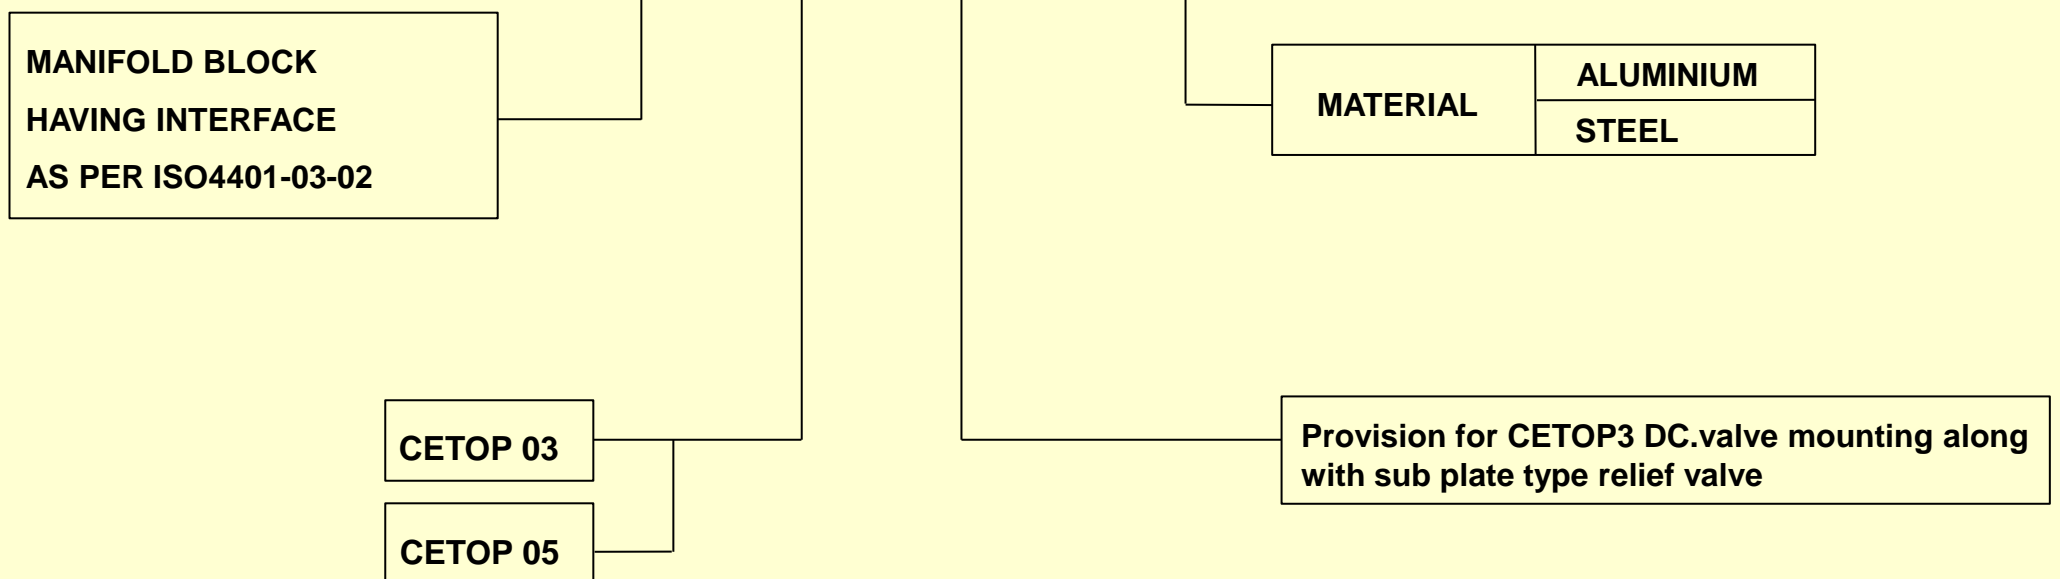 MANIFOLD BLOCK
HAVING INTERFACE
AS PER ISO4401-03-02
MATERIAL
ALUMINIUM
STEEL
CETOP 03
CETOP 05
Provision for CETOP3 DC.valve mounting along
with sub plate type relief valve